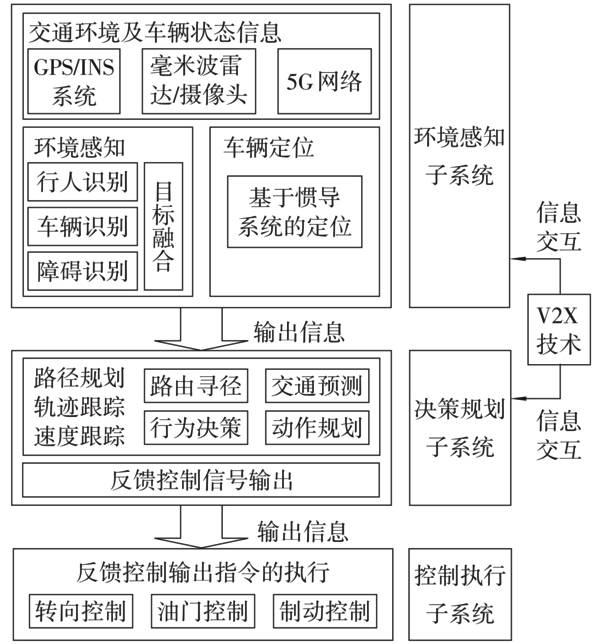 交通环境及车辆状态信息
GPS/INS
系统
毫米波雷
达/摄像头
5G 网络
环境感知
行人识别
车辆识别
障碍识别
目标融合
车辆定位
基于惯导
系统的定位
环境感知
子系统
信息
交互
V2X
技术
输出信息
路径规划
轨迹跟踪
速度跟踪
路由寻径
交通预测
行为决策
动作规划
反馈控制信号输出
决策规划
子系统
信息
交互
输出信息
反馈控制输出指令的执行
转向控制
油门控制
制动控制
控制执行
子系统